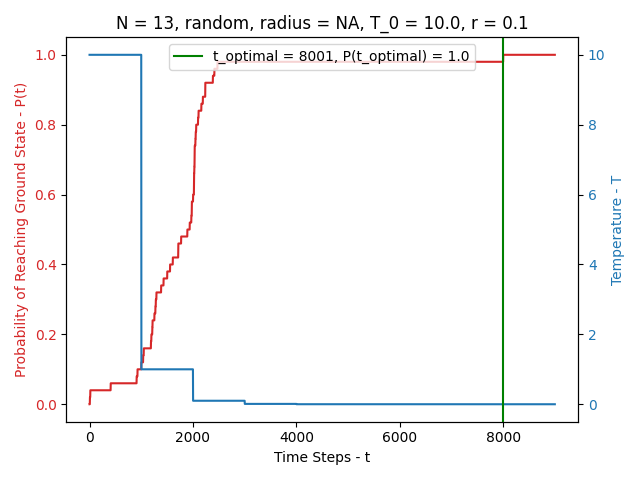 N = 13, random, radius = NA, T_0 = 10.0, r = 0.1
t_optimal = 8001, P(t_optimal) = 1.0
Probability of Reaching Ground State - P(t)
1.0
0.8
0.6
0.4
0.2
0.0
10
8
6
4
2
0
Temperature - T
0 2000 4000 6000 8000
Time Steps - t